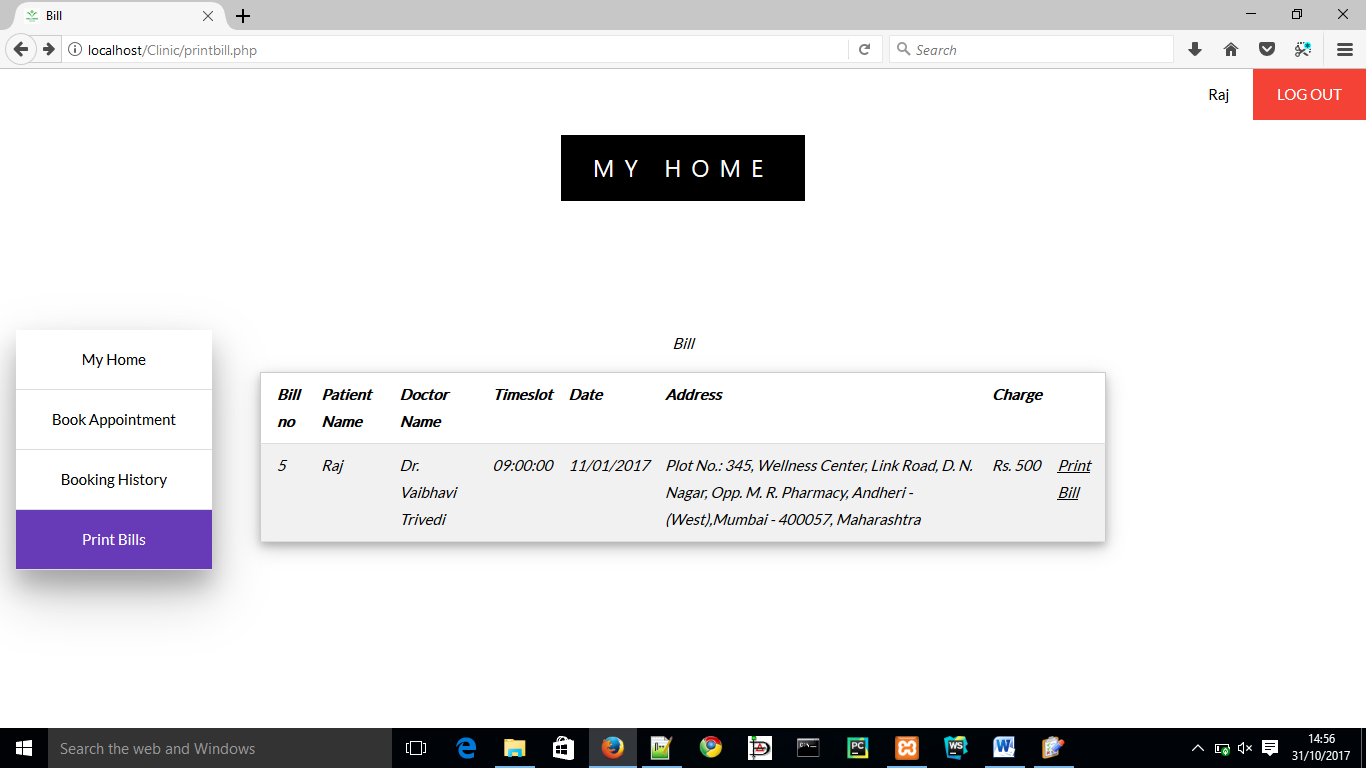 Bill
localhost/Clinic/printbill.php
Search
Raj
LOG OUT
MY HOME
My Home
Book Appointment
Booking History
Print Bills
Bill
Bill no Patient Name Doctor Name Timeslot Date Address Charge
5 Raj Dr. Vaibhavi Trivedi 09:00:00 11/01/2017 Plot No.: 345, Wellness Center, Link Road, D. N. Nagar, Opp. M. R. Pharmacy, Andheri - (West),Mumbai - 400057, Maharashtra Rs. 500 Print Bill
Search the web and Windows
PC
WS
14:56
31/10/2017